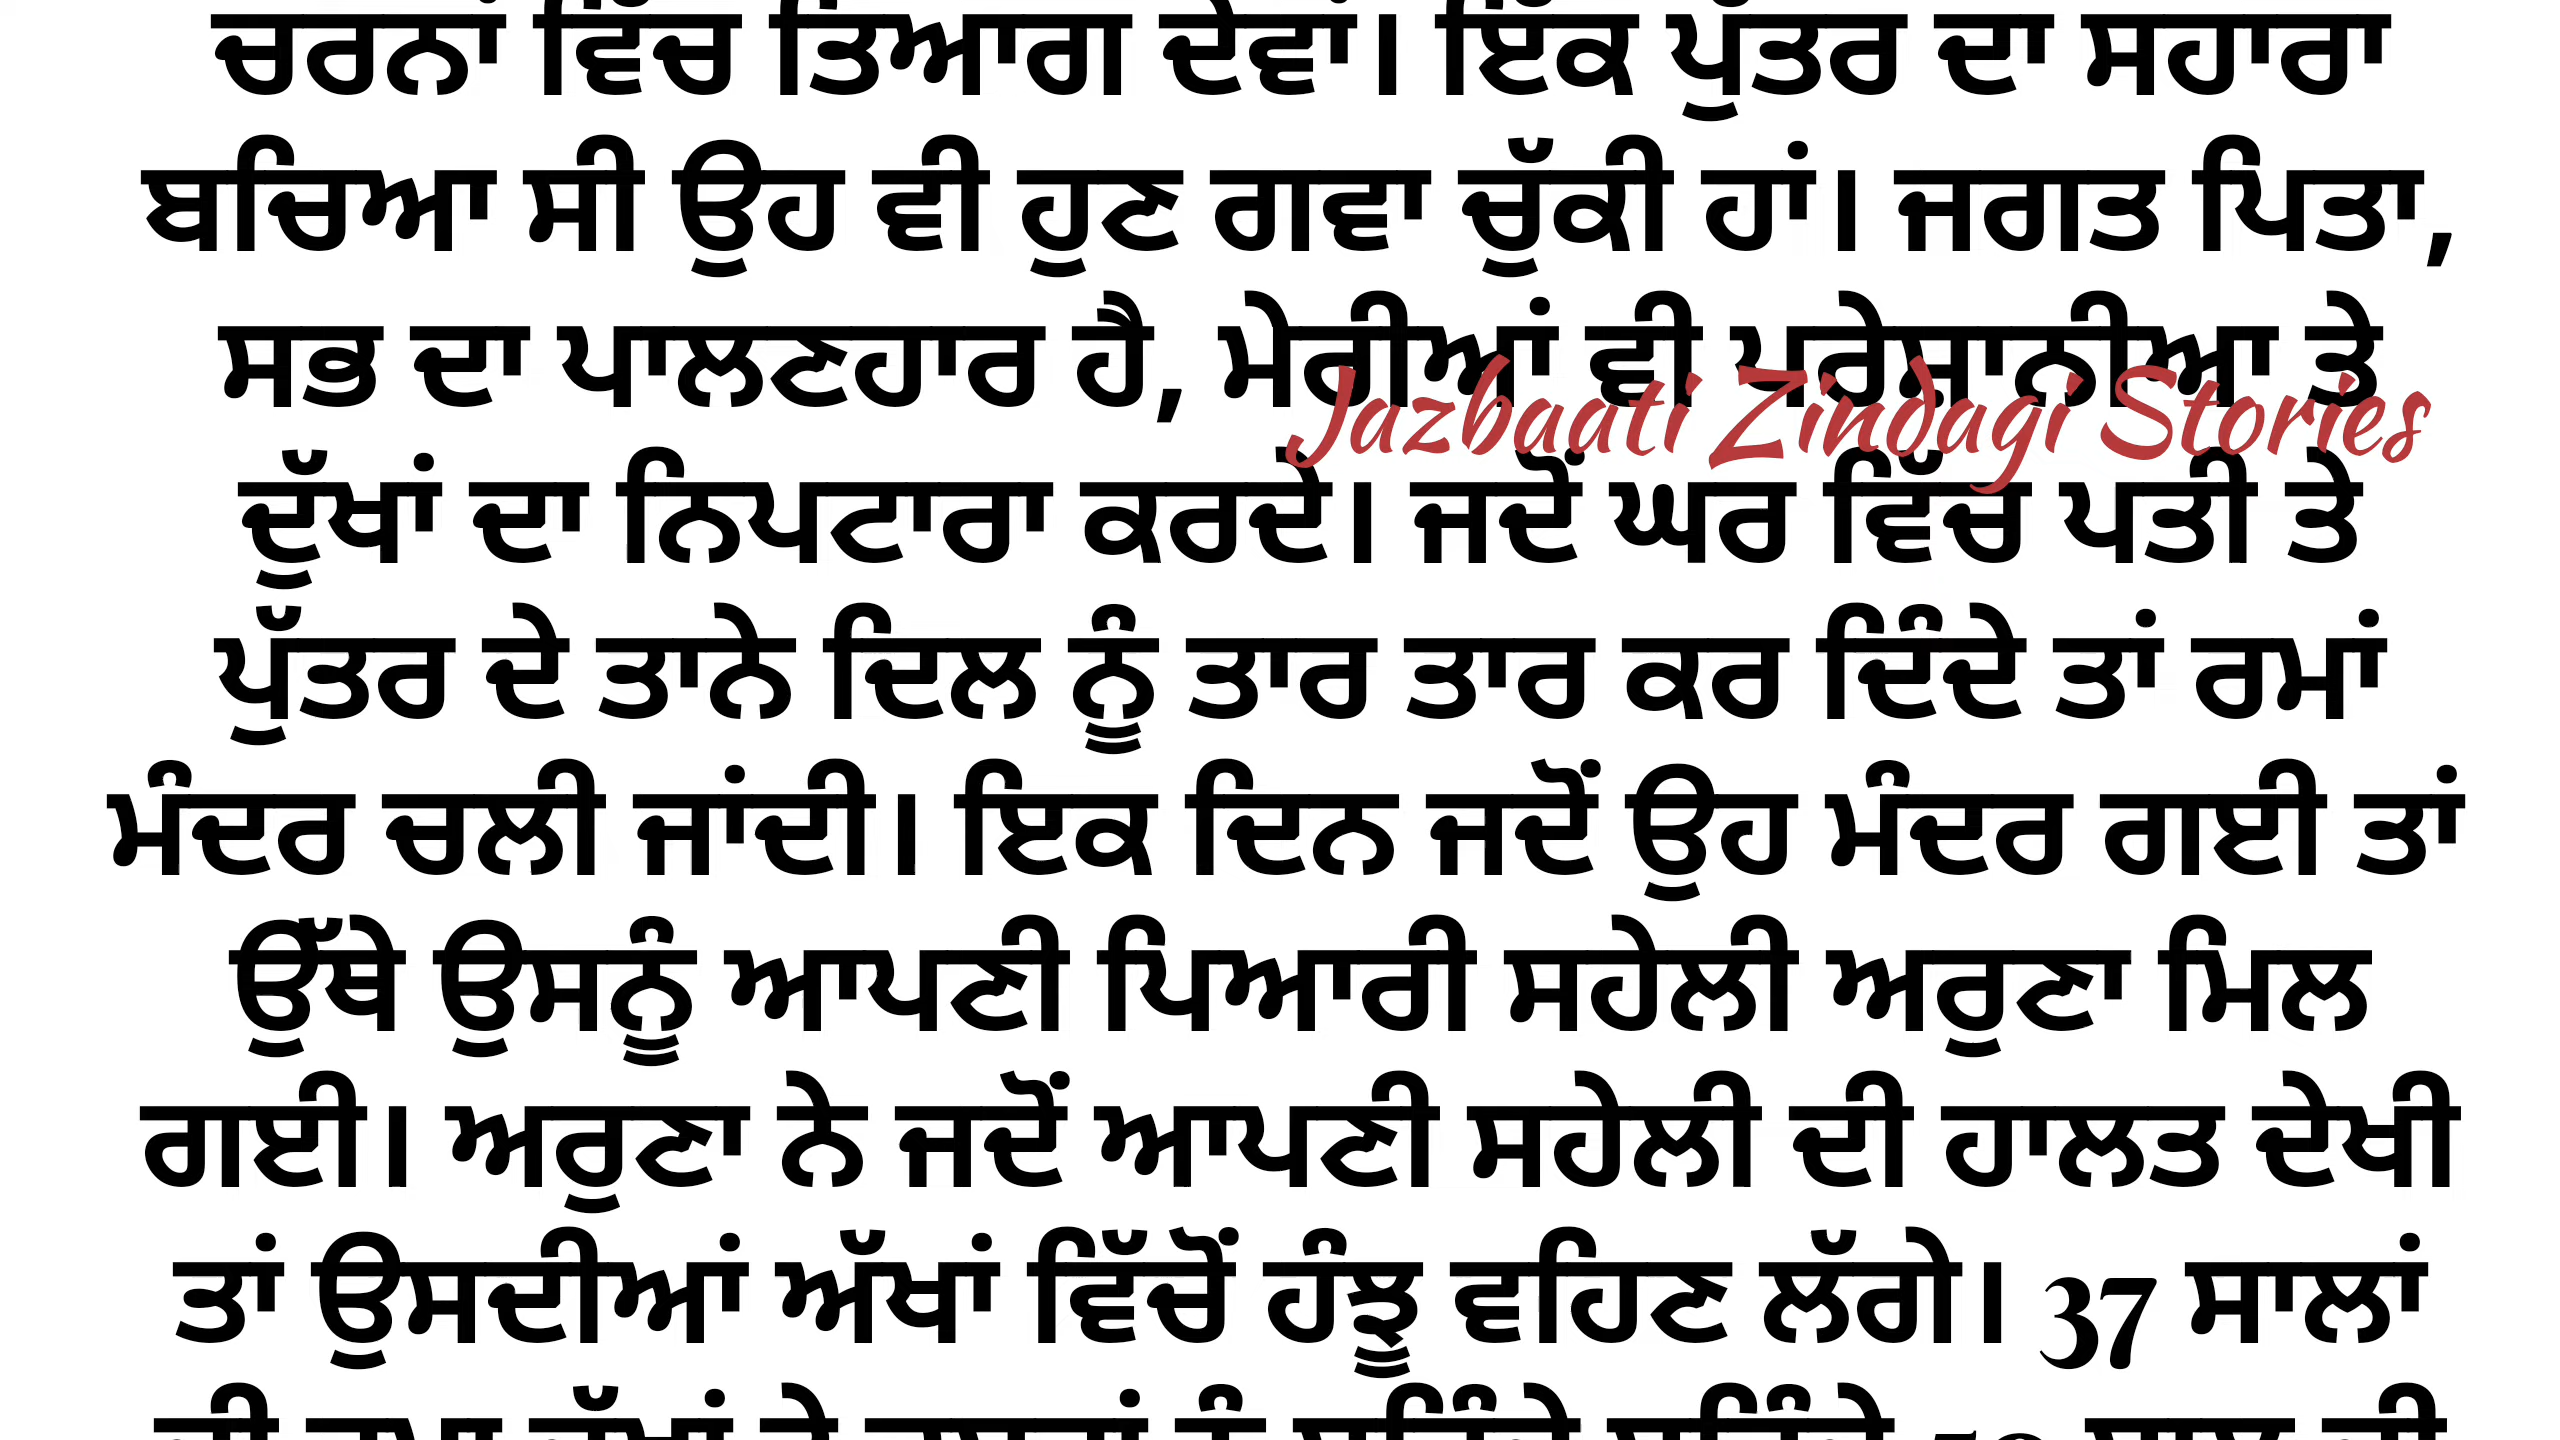 ਚਰਨਾਂ ਵਿੱਚ ਤਿਆਗ ਦੇਵਾਂ। ਇੱਕ ਪੁੱਤਰ ਦਾ ਸਹਾਰਾ
ਬਚਿਆ ਸੀ ਉਹ ਵੀ ਹੁਣ ਗਵਾ ਚੁੱਕੀ ਹਾਂ। ਜਗਤ ਪਿਤਾ,
ਸਭ ਦਾ ਪਾਲਣਹਾਰ ਹੈ, ਮੇਰੀਆਂ ਵੀ ਪਰੇਸ਼ਾਨੀਆ ਤੇ
Jazbaati Zindagi Stories
ਦੁੱਖਾਂ ਦਾ ਨਿਪਟਾਰਾ ਕਰਦੇ। ਜਦੋਂ ਘਰ ਵਿੱਚ ਪਤੀ ਤੇ
ਪੁੱਤਰ ਦੇ ਤਾਨੇ ਦਿਲ ਨੂੰ ਤਾਰ ਤਾਰ ਕਰ ਦਿੰਦੇ ਤਾਂ ਰਮਾਂ
ਮੰਦਰ ਚਲੀ ਜਾਂਦੀ। ਇਕ ਦਿਨ ਜਦੋਂ ਉਹ ਮੰਦਰ ਗਈ ਤਾਂ
ਉੱਥੇ ਉਸਨੂੰ ਆਪਣੀ ਪਿਆਰੀ ਸਹੇਲੀ ਅਰੁਣਾ ਮਿਲ
ਗਈ। ਅਰੁਣਾ ਨੇ ਜਦੋਂ ਆਪਣੀ ਸਹੇਲੀ ਦੀ ਹਾਲਤ ਦੇਖੀ
ਤਾਂ ਉਸਦੀਆਂ ਅੱਖਾਂ ਵਿੱਚੋਂ ਹੰਝੂ ਵਹਿਣ ਲੱਗੇ। 37 ਸਾਲਾਂ